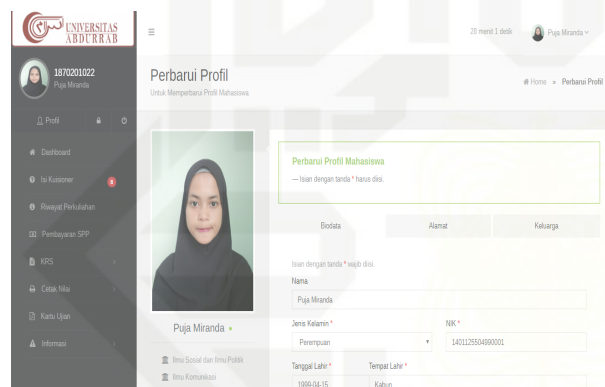 UNIVERSITAS
ABDURRAB
28 menit 1 detik
Puja Miranda
1870201022
Puja Miranda
Profil
Perbarui Profil
Untuk Memperbarui Profil Mahasiswa
Home » Perbarui Profil
Dashboard
Isi Kuisioner
Riwayat Perkuliahan
Pembayaran SPP
KRS
Cetak Nilai
Kartu Ujian
Informasi
Puja Miranda
Ilmu Sosial dan Ilmu Politik
Ilmu Komunikasi
Perbarui Profil Mahasiswa
— Isian dengan tanda * harus diisi.
Biodata
Alamat
Keluarga
Isian dengan tanda * wajib diisi.
Nama
Puja Miranda
Jenis Kelamin *
NIK *
Perempuan
1401125504990001
Tanggal Lahir *
Tempat Lahir *
1999-04-15
Kabun